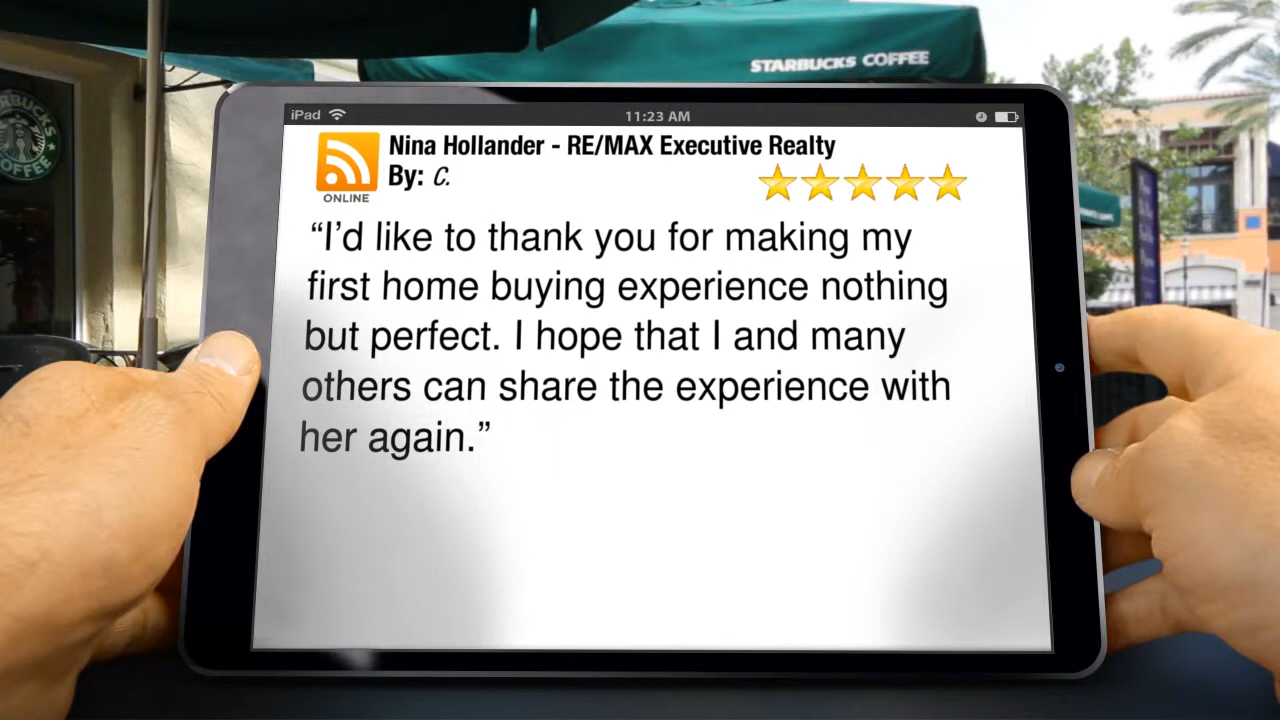 STARBUCKS COFFEE
iPad
11:23 AM
Nina Hollander - RE/MAX Executive Realty
By: C.
ONLINE
“I’d like to thank you for making my
first home buying experience nothing
but perfect. I hope that I and many
others can share the experience with
her again.”